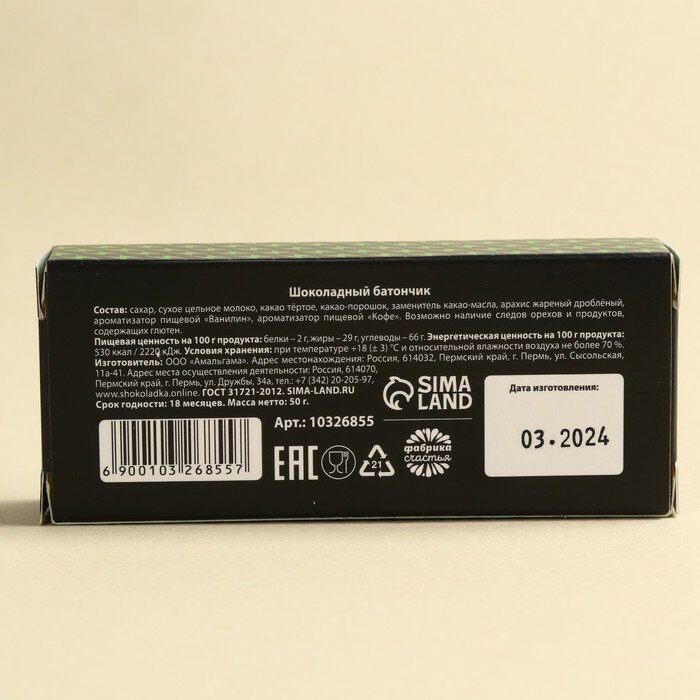 Шоколадный батончик
Состав: сахар, сухое цельное молоко, какао тёртое, какао-порошок, заменитель какао-масла, арахис жареный дроблёный,
ароматизатор пищевой «Ванилин», ароматизатор пищевой «Кофе». Возможно наличие следов орехов и продуктов,
содержащих глютен.
Пищевая ценность на 100 г продукта: белки – 2 г, жиры – 29 г, углеводы – 66 г. Энергетическая ценность на 100 г продукта:
530 ккал / 2220 кДж. Условия хранения: при температуре +18 (± 3) °С и относительной влажности воздуха не более 70 %.
Изготовитель: ООО «Амальгама». Адрес местонахождения: Россия, 614032, Пермский край, г. Пермь, ул. Сысольская,
11а-41. Адрес места осуществления деятельности: Россия, 614070,
Пермский край, г. Пермь, ул. Дружбы, 34а, тел.: +7 (342) 20-205-97,
www.shokoladka.online. ГОСТ 31721-2012. SIMA-LAND.RU
Срок годности: 18 месяцев. Масса нетто: 50 г.
SIMA
LAND
Дата изготовления:
03.2024
Арт.: 10326855
6 900103 268557
EAC
21
фабрика
счастья